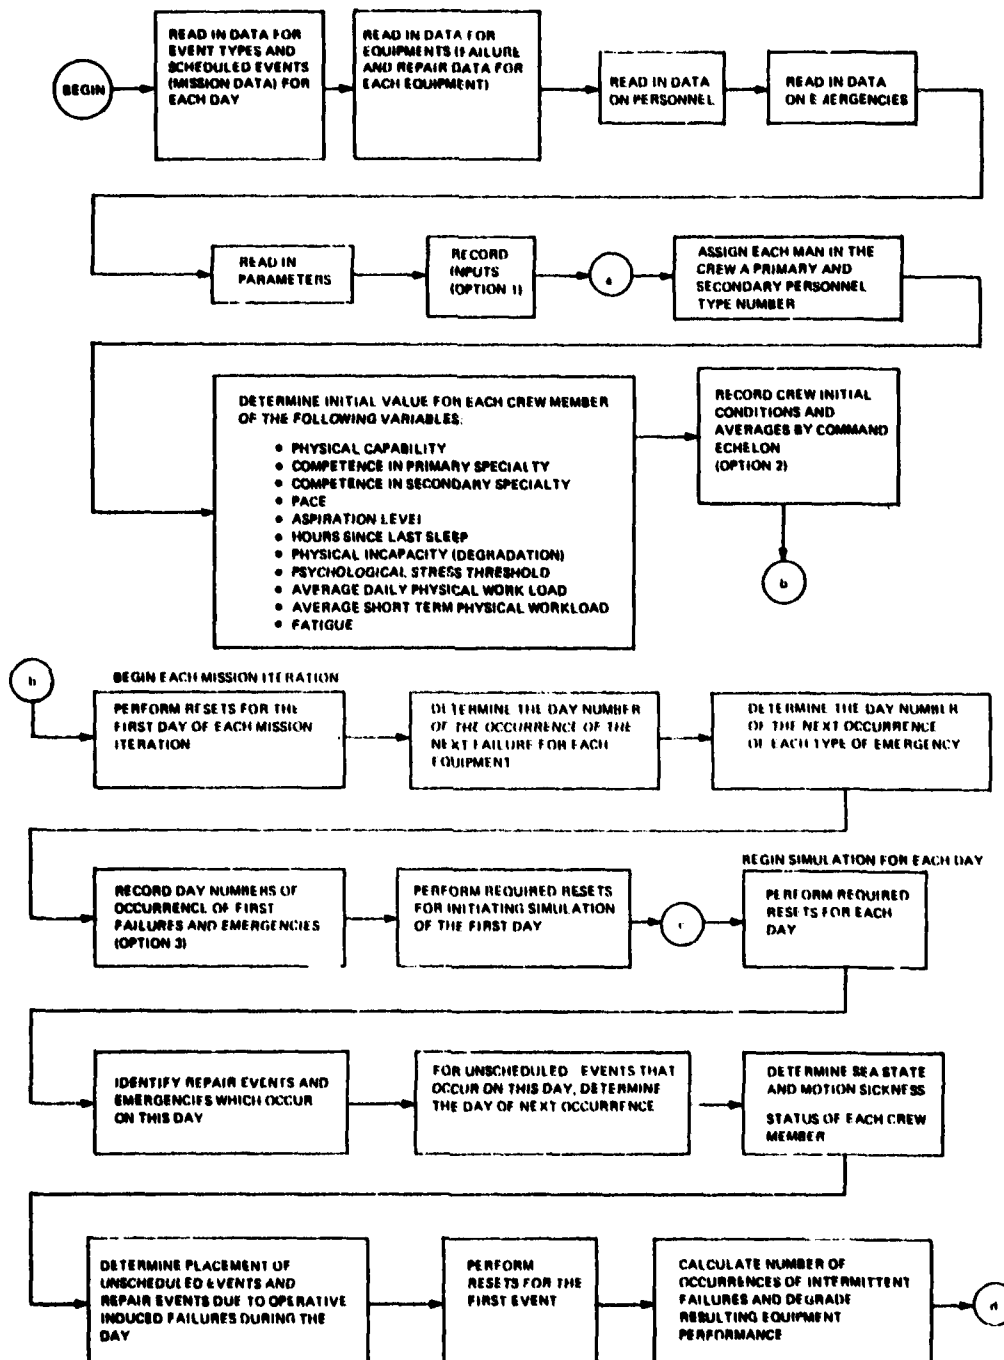 BEGIN
READ IN DATA FOR
EVENT TYPES AND
SCHEDULED EVENTS
(MISSION DATA) FOR
EACH DAY
READ IN DATA FOR
EQUIPMENTS (FAILURE
AND REPAIR DATA FOR
EACH EQUIPMENT)
READ IN DATA
ON PERSONNEL
READ IN DATA
ON EMERGENCIES
READ IN
PARAMETERS
RECORD
INPUTS
(OPTION 1)
a
ASSIGN EACH MAN IN THE
CREW A PRIMARY AND
SECONDARY PERSONNEL
TYPE NUMBER
DETERMINE INITIAL VALUE FOR EACH CREW MEMBER
OF THE FOLLOWING VARIABLES:
• PHYSICAL CAPABILITY
• COMPETENCE IN PRIMARY SPECIALTY
• COMPETENCE IN SECONDARY SPECIALTY
• PACE
• ASPIRATION LEVEL
• HOURS SINCE LAST SLEEP
• PHYSICAL INCAPACITY (DEGRADATION)
• PSYCHOLOGICAL STRESS THRESHOLD
• AVERAGE DAILY PHYSICAL WORK LOAD
• AVERAGE SHORT TERM PHYSICAL WORKLOAD
• FATIGUE
RECORD CREW INITIAL
CONDITIONS AND
AVERAGES BY COMMAND
ECHELON
(OPTION 2)
b
b
BEGIN EACH MISSION ITERATION
PERFORM RESETS FOR THE
FIRST DAY OF EACH MISSION
ITERATION
DETERMINE THE DAY NUMBER
OF THE OCCURRENCE OF THE
NEXT FAILURE FOR EACH
EQUIPMENT
DETERMINE THE DAY NUMBER
OF THE NEXT OCCURRENCE
OF EACH TYPE OF EMERGENCY
RECORD DAY NUMBERS OF
OCCURRENCE OF FIRST
FAILURES AND EMERGENCIES
(OPTION 3)
PERFORM REQUIRED RESETS
FOR INITIATING SIMULATION
OF THE FIRST DAY
c
BEGIN SIMULATION FOR EACH DAY
PERFORM REQUIRED
RESETS FOR EACH
DAY
IDENTIFY REPAIR EVENTS AND
EMERGENCIES WHICH OCCUR
ON THIS DAY
FOR UNSCHEDULED EVENTS THAT
OCCUR ON THIS DAY, DETERMINE
THE DAY OF NEXT OCCURRENCE
DETERMINE SEA STATE
AND MOTION SICKNESS
STATUS OF EACH CREW
MEMBER
DETERMINE PLACEMENT OF
UNSCHEDULED EVENTS AND
REPAIR EVENTS DUE TO OPERATIVE
INDUCED FAILURES DURING THE
DAY
PERFORM
RESETS FOR THE
FIRST EVENT
CALCULATE NUMBER OF
OCCURRENCES OF INTERMITTENT
FAILURES AND DEGRADE
RESULTING EQUIPMENT
PERFORMANCE
d